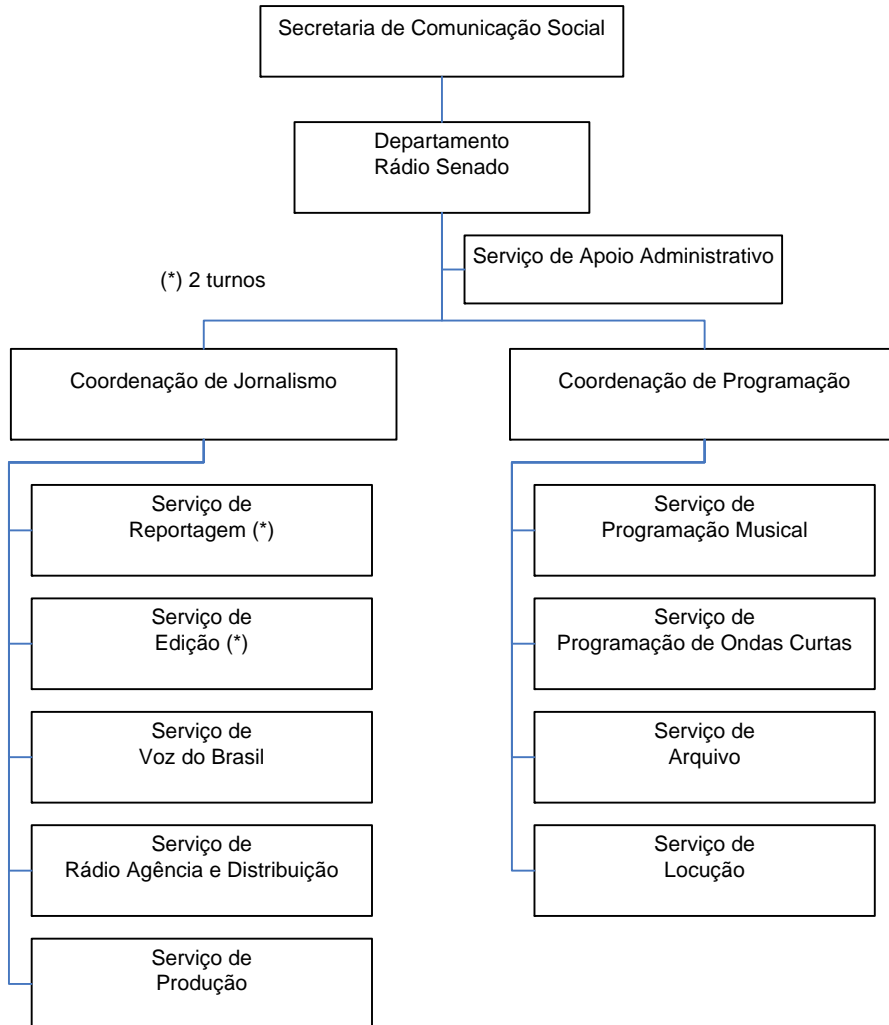 Secretaria de Comunicação Social
Departamento
Rádio Senado
Serviço de Apoio Administrativo
(*) 2 turnos
Coordenação de Jornalismo
Coordenação de Programação
Serviço de
Reportagem (*)
Serviço de
Edição (*)
Serviço de
Voz do Brasil
Serviço de
Rádio Agência e Distribuição
Serviço de
Produção
Serviço de
Programação Musical
Serviço de
Programação de Ondas Curtas
Serviço de
Arquivo
Serviço de
Locução